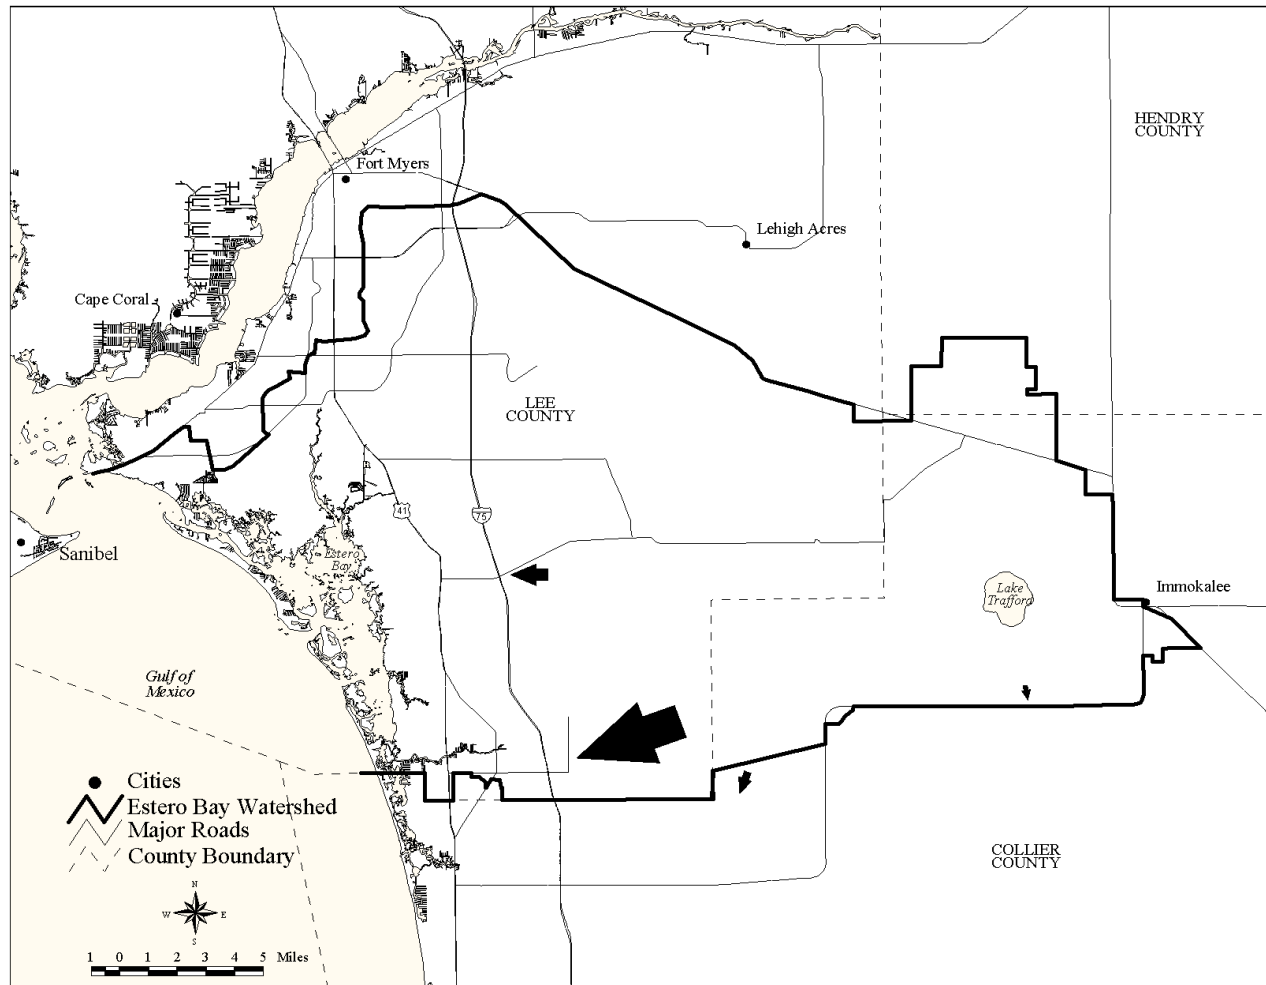 HENDRY
COUNTY
Fort Myers
Lehigh Acres
Cape Coral
LEE
COUNTY
41
75
Sanibel
Estero
Bay
Lake
Trafford
Immokalee
Gulf of
Mexico
Cities
Estero Bay Watershed
Major Roads
County Boundary
COLLIER
COUNTY
N
W E
S
1 0 1 2 3 4 5 Miles